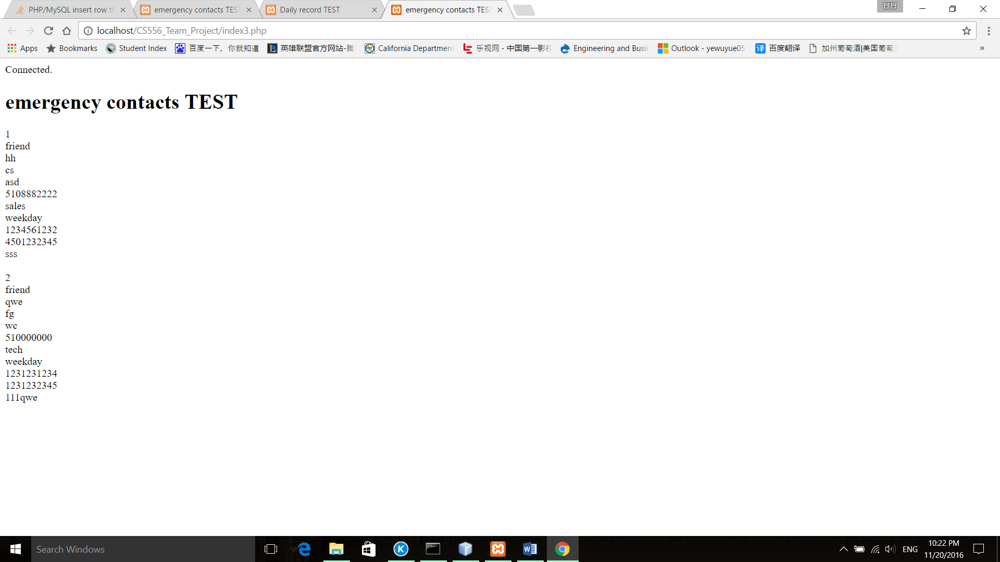 PHP/MySQL insert row th
emergency contacts TEST
Daily record TEST
emergency contacts TEST
localhost/CS556_Team_Project/index3.php
Apps
Bookmarks
Student Index
百度一下，你就知道
英雄联盟官方网站-腾
California Department
乐视网 - 中国第一影视
Engineering and Busin
Outlook - yewuyue05
百度翻译
加州葡萄酒|美国葡萄酒
»
Connected.
emergency contacts TEST
1
friend
hh
cs
asd
5108882222
sales
weekday
1234561232
4501232345
sss
2
friend
qwe
fg
wc
510000000
tech
weekday
1231231234
1231232345
111qwe
Search Windows
ENG
10:22 PM
11/20/2016